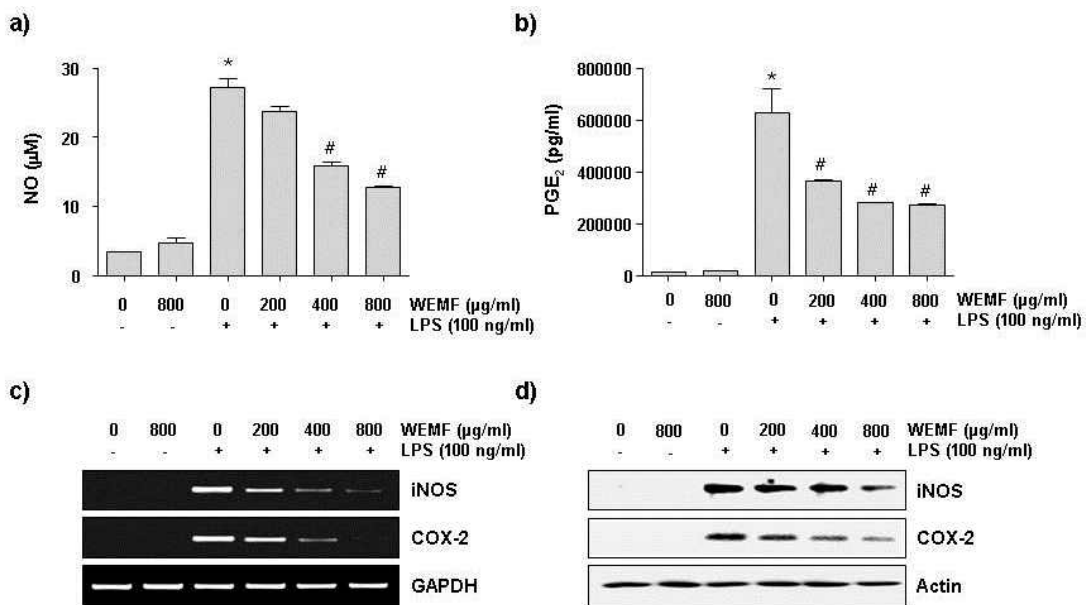 a)
NO (µM)
30
20
10
0
*
#
#
0 800 0 200 400 800 WEMF (µg/ml)
- - + + + + LPS (100 ng/ml)
b)
PGE₂ (pg/ml)
800000
600000
400000
200000
0
*
#
#
#
0 800 0 200 400 800 WEMF (µg/ml)
- - + + + + LPS (100 ng/ml)
c)
0 800 0 200 400 800 WEMF (µg/ml)
- - + + + + LPS (100 ng/ml)
iNOS
COX-2
GAPDH
d)
0 800 0 200 400 800 WEMF (µg/ml)
- - + + + + LPS (100 ng/ml)
iNOS
COX-2
Actin